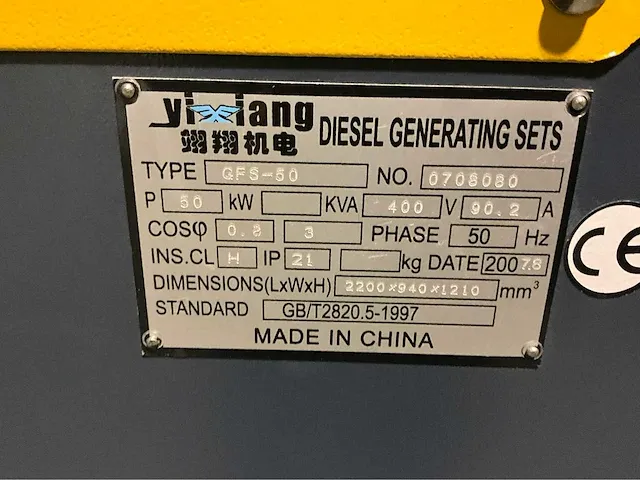 yixiang
翊翔机电 DIESEL GENERATING SETS
TYPE GFS-50 NO. 0708080
P 50 kW KVA 400 V 90.2 A
COSφ 0.8 3 PHASE 50 Hz
INS.CL H IP 21 kg DATE 2007.8
DIMENSIONS(LxWxH) 2200×940×1210 mm³
STANDARD GB/T2820.5-1997
MADE IN CHINA
CE